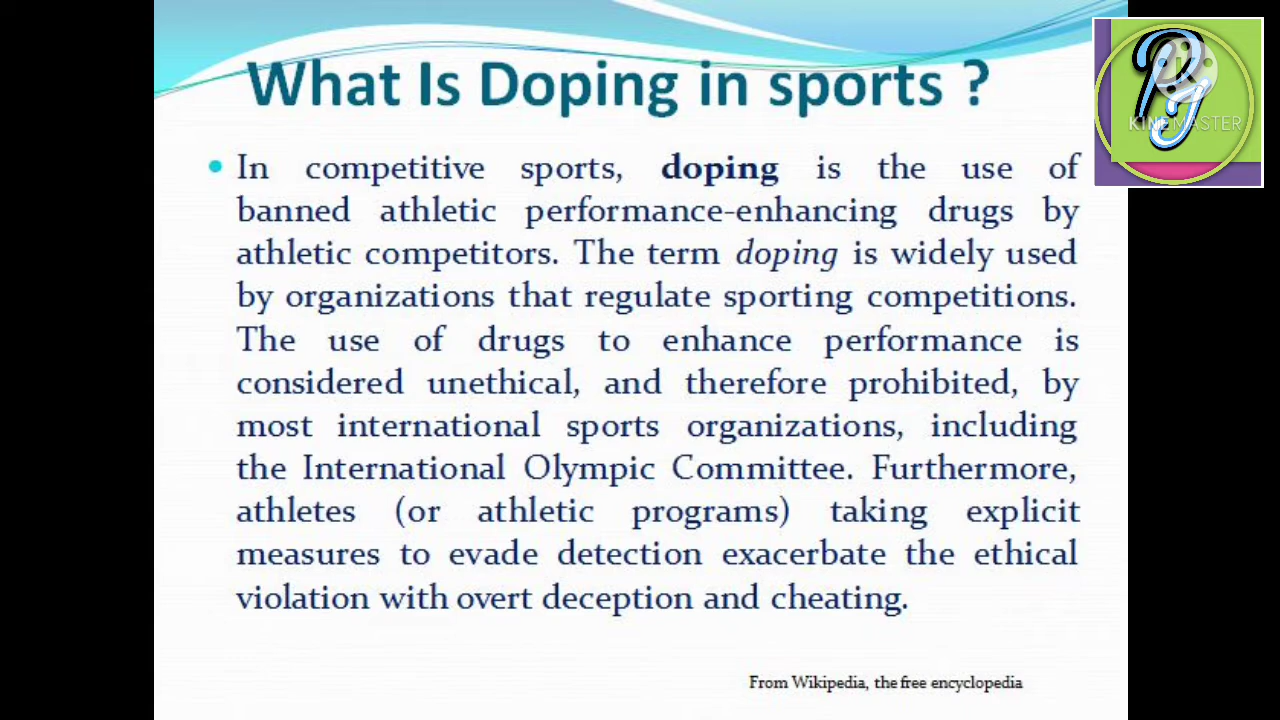 What Is Doping in sports ?
• In competitive sports, doping is the use of
banned athletic performance-enhancing drugs by
athletic competitors. The term doping is widely used
by organizations that regulate sporting competitions.
The use of drugs to enhance performance is
considered unethical, and therefore prohibited, by
most international sports organizations, including
the International Olympic Committee. Furthermore,
athletes (or athletic programs) taking explicit
measures to evade detection exacerbate the ethical
violation with overt deception and cheating.
From Wikipedia, the free encyclopedia
KINEMASTER